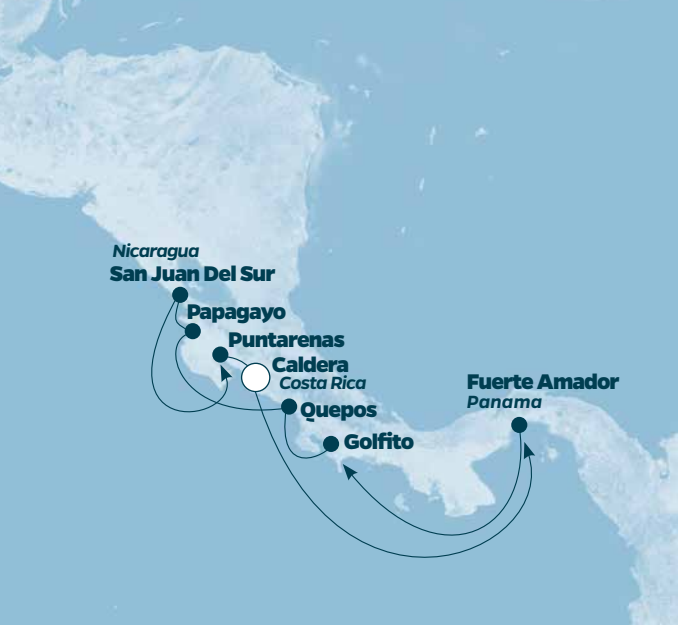 Nicaragua
San Juan Del Sur
Papagayo
Puntarenas
Caldera
Costa Rica
Fuerte Amador
Panama
Quepos
Golfito